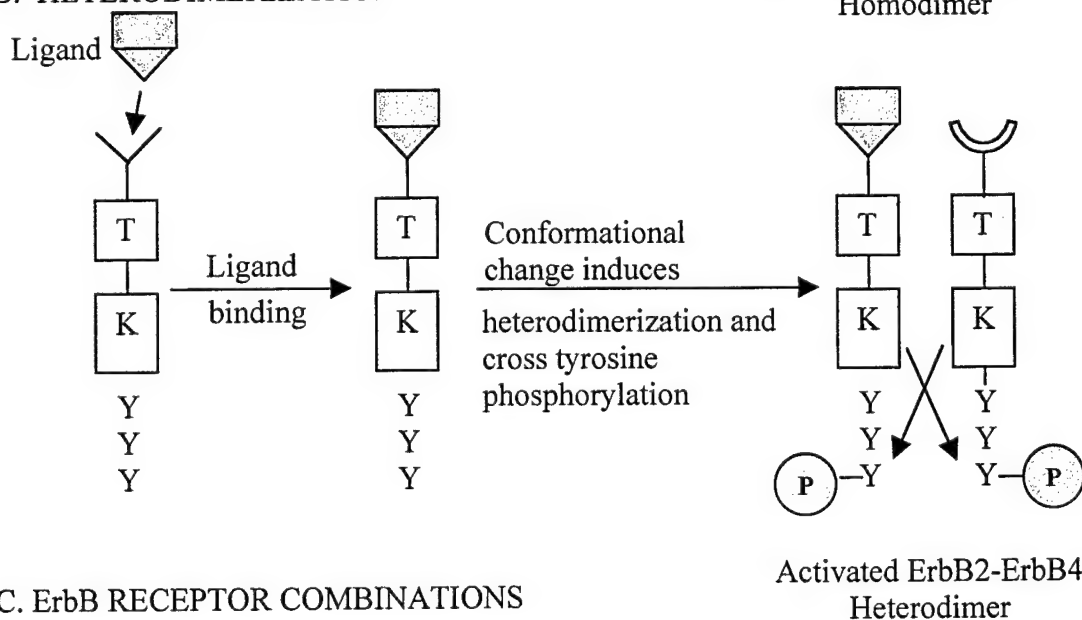 Homodimer
Ligand
T
K
Y
Y
Y
Ligand
binding
T
K
Y
Y
Y
Conformational
change induces
heterodimerization and
cross tyrosine
phosphorylation
T
T
K
K
Y
Y
Y
Y
P
Y
Y
P
Activated ErbB2-ErbB4
Heterodimer
C. ErbB RECEPTOR COMBINATIONS